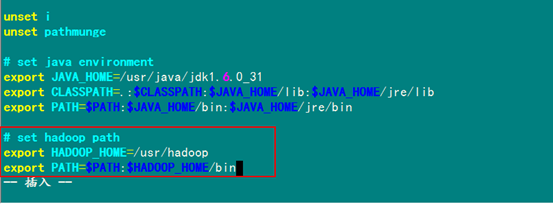 unset i
unset pathmunge
# set java environment
export JAVA_HOME=/usr/java/jdk1.6.0_31
export CLASSPATH=.:$CLASSPATH:$JAVA_HOME/lib:$JAVA_HOME/jre/lib
export PATH=$PATH:$JAVA_HOME/bin:$JAVA_HOME/jre/bin
# set hadoop path
export HADOOP_HOME=/usr/hadoop
export PATH=$PATH:$HADOOP_HOME/bin
-- 插入 --